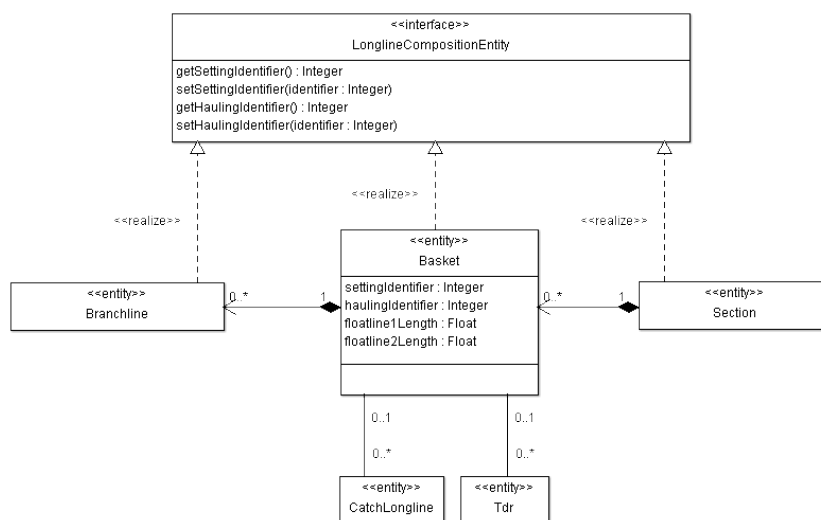 <<interface>>
LonglineCompositionEntity
getSettingIdentifier() : Integer
setSettingIdentifier(identifier : Integer)
getHaulingIdentifier() : Integer
setHaulingIdentifier(identifier : Integer)
<<realize>>
<<realize>>
<<realize>>
<<entity>>
Basket
settingIdentifier : Integer
haulingIdentifier : Integer
floatline1Length : Float
floatline2Length : Float
<<entity>>
Branchline
0..*
1
0..*
1
<<entity>>
Section
0..1
0..*
0..1
0..*
<<entity>>
CatchLongline
<<entity>>
Tdr